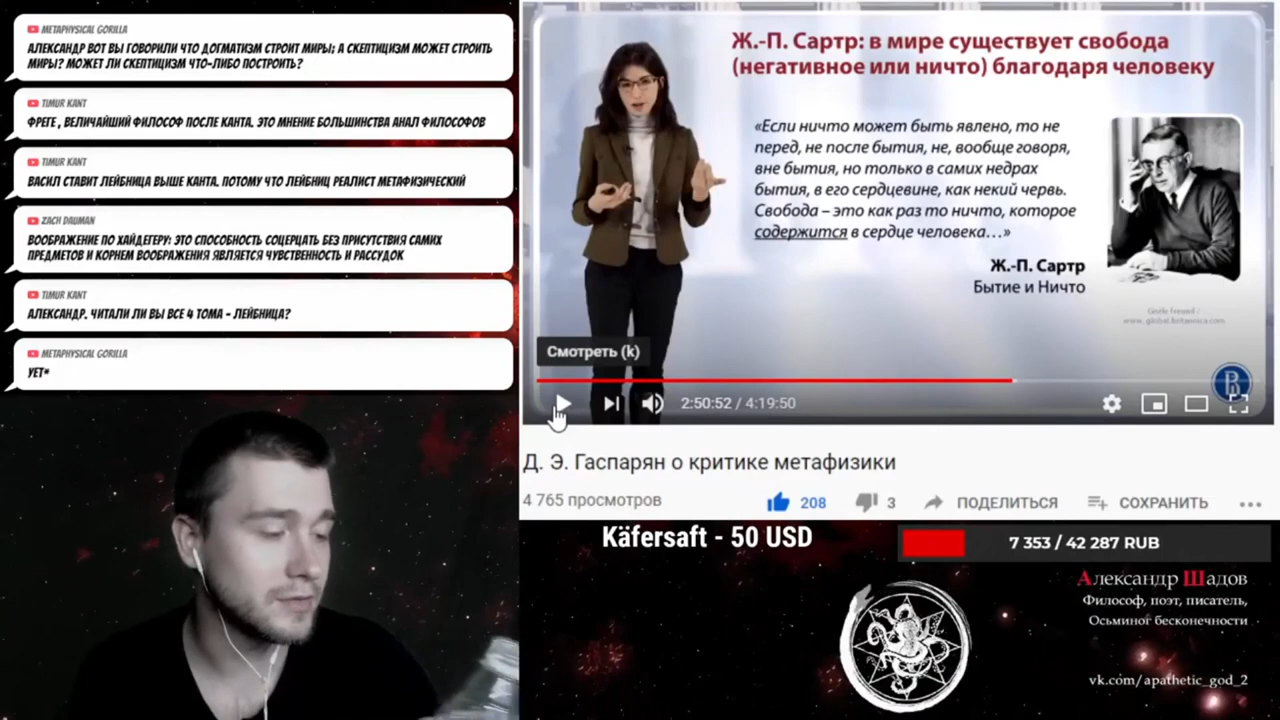 METAPHYSICAL GORILLA
АЛЕКСАНДР ВОТ ВЫ ГОВОРИЛИ ЧТО ДОГМАТИЗМ СТРОИТ МИРЫ; А СКЕПТИЦИЗМ МОЖЕТ СТРОИТЬ
МИРЫ? МОЖЕТ ЛИ СКЕПТИЦИЗМ ЧТО-ЛИБО ПОСТРОИТЬ?
TIMUR KANT
ФРЕГЕ , ВЕЛИЧАЙШИЙ ФИЛОСОФ ПОСЛЕ КАНТА. ЭТО МНЕНИЕ БОЛЬШИНСТВА АНАЛ ФИЛОСОФОВ
TIMUR KANT
ВАСИЛ СТАВИТ ЛЕЙБНИЦА ВЫШЕ КАНТА. ПОТОМУ ЧТО ЛЕЙБНИЦ РЕАЛИСТ МЕТАФИЗИЧЕСКИЙ
ZACH DAUMAN
ВООБРАЖЕНИЕ ПО ХАЙДЕГЕРУ: ЭТО СПОСОБНОСТЬ СОЦЕРЦАТЬ БЕЗ ПРИСУТСТВИЯ САМИХ
ПРЕДМЕТОВ И КОРНЕМ ВООБРАЖЕНИЯ ЯВЛЯЕТСЯ ЧУВСТВЕННОСТЬ И РАССУДОК
TIMUR KANT
АЛЕКСАНДР. ЧИТАЛИ ЛИ ВЫ ВСЕ 4 ТОМА - ЛЕЙБНИЦА?
METAPHYSICAL GORILLA
YET*
Ж.-П. Сартр: в мире существует свобода
(негативное или ничто) благодаря человеку
«Если ничто может быть явлено, то не
перед, не после бытия, не, вообще говоря,
вне бытия, но только в самих недрах
бытия, в его сердцевине, как некий червь.
Свобода – это как раз то ничто, которое
содержится в сердце человека…»
Ж.-П. Сартр
Бытие и Ничто
Gisèle Freund /
www. global.britannica.com
Смотреть (k)
2:50:52 / 4:19:50
Д. Э. Гаспарян о критике метафизики
4 765 просмотров
208
3
ПОДЕЛИТЬСЯ
СОХРАНИТЬ
Käfersaft - 50 USD
7 353 / 42 287 RUB
Александр Шадов
Философ, поэт, писатель,
Осьминог бесконечности
vk.com/apathetic_god_2